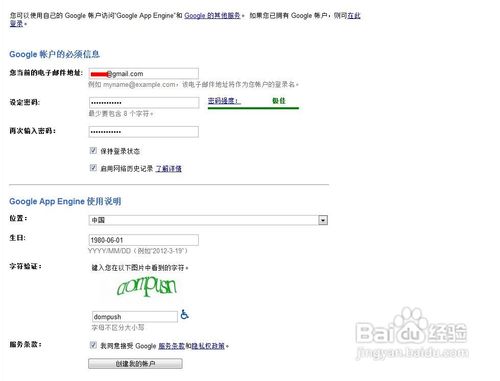 您可以使用自己的 Google 帐户访问“Google App Engine”和 Google 的其他服务。 如果您已拥有 Google 帐户，则可在此
登录。
Google 帐户的必须信息
您当前的电子邮件地址:
@gmail.com
例如 myname@example.com，该电子邮件地址将作为您帐户的登录名。
设定密码:
············
密码强度:
极佳
最少要包含 8 个字符。
再次输入密码:
············
保持登录状态
启用网络历史记录 了解详情
Google App Engine 使用说明
位置:
中国
生日:
1980-06-01
YYYY/MM/DD（例如“2012-3-19”）
字符验证:
键入您在以下图片中看到的字符。
dompush
dompush
字母不区分大小写
服务条款:
我同意接受 Google 服务条款和隐私权政策。
创建我的帐户
Baidu 经验
jingyan.baidu.com